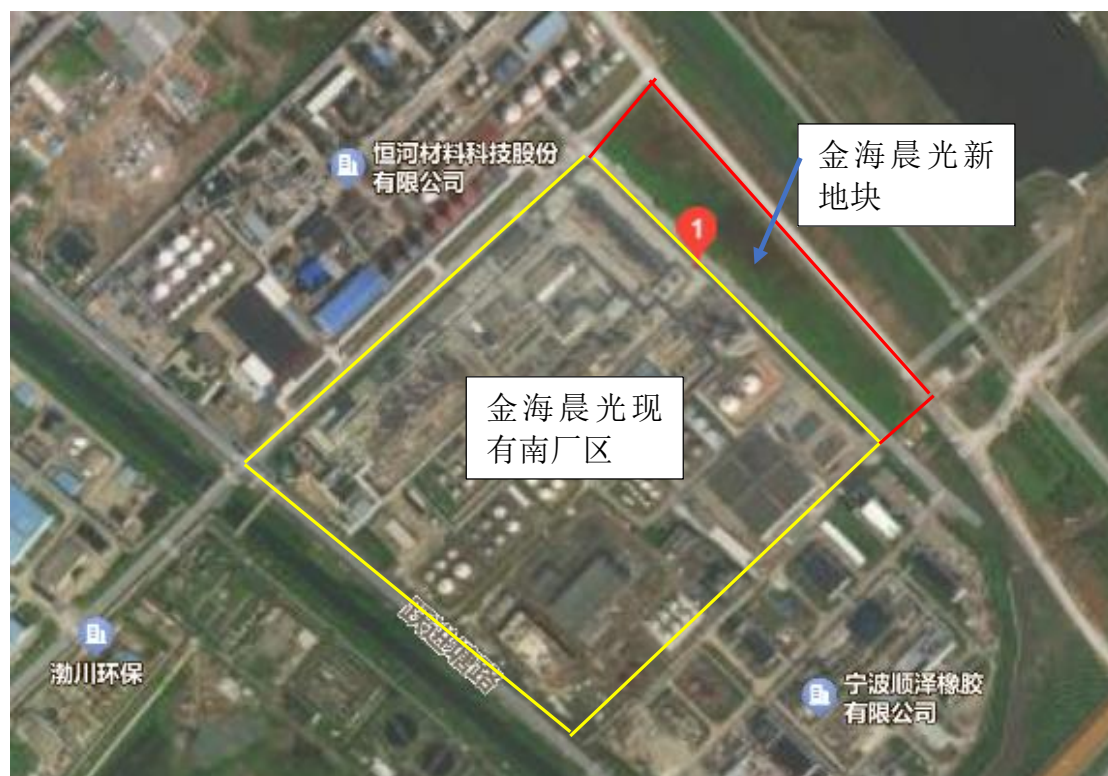 恒河材料科技股份
有限公司
金海晨光新
地块
1
金海晨光现
有南厂区
渤川环保
宁波顺泽橡胶
有限公司